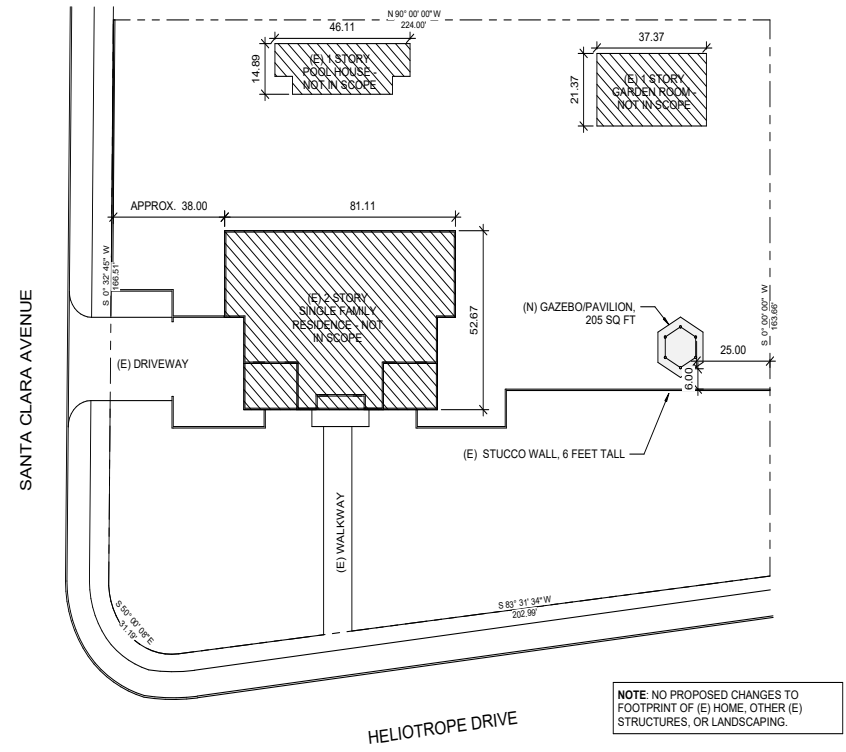 N 90° 00' 00" W
224.00'
46.11
37.37
14.89
(E) 1 STORY
POOL HOUSE -
NOT IN SCOPE
21.37
(E) 1 STORY
GARDEN ROOM -
NOT IN SCOPE
APPROX. 38.00
81.11
S 0° 32' 45" W
166.51'
(E) 2 STORY
SINGLE FAMILY
RESIDENCE - NOT
IN SCOPE
52.67
(N) GAZEBO/PAVILION,
205 SQ FT
S 0° 00' 00" W
163.66'
25.00
6.00
SANTA CLARA AVENUE
(E) DRIVEWAY
(E) STUCCO WALL, 6 FEET TALL
(E) WALKWAY
S 50° 00' 08" E
31.19'
S 83° 31' 34" W
202.99'
HELIOTROPE DRIVE
NOTE: NO PROPOSED CHANGES TO
FOOTPRINT OF (E) HOME, OTHER (E)
STRUCTURES, OR LANDSCAPING.